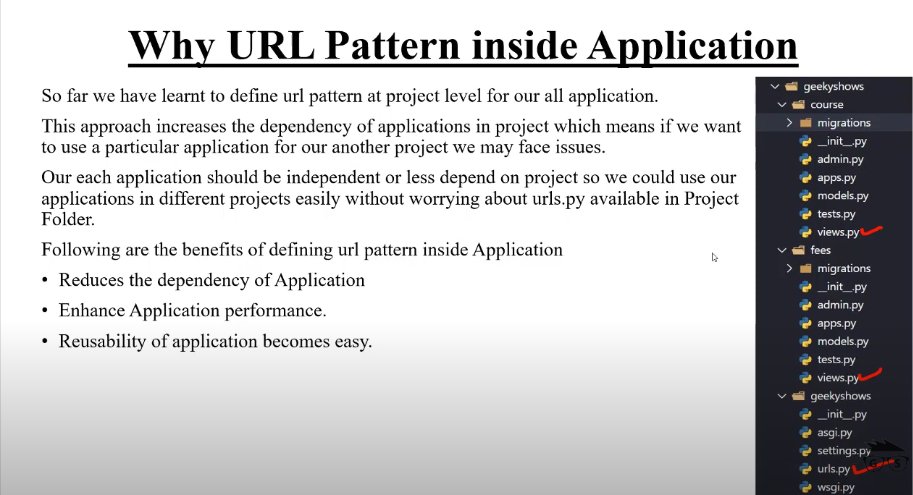 Why URL Pattern inside Application
So far we have learnt to define url pattern at project level for our all application.
This approach increases the dependency of applications in project which means if we want
to use a particular application for our another project we may face issues.
Our each application should be independent or less depend on project so we could use our
applications in different projects easily without worrying about urls.py available in Project
Folder.
Following are the benefits of defining url pattern inside Application
• Reduces the dependency of Application
• Enhance Application performance.
• Reusability of application becomes easy.
geekyshows
course
migrations
__init__.py
admin.py
apps.py
models.py
tests.py
views.py
fees
migrations
__init__.py
admin.py
apps.py
models.py
tests.py
views.py
geekyshows
__init__.py
asgi.py
settings.py
urls.py
wsgi.py